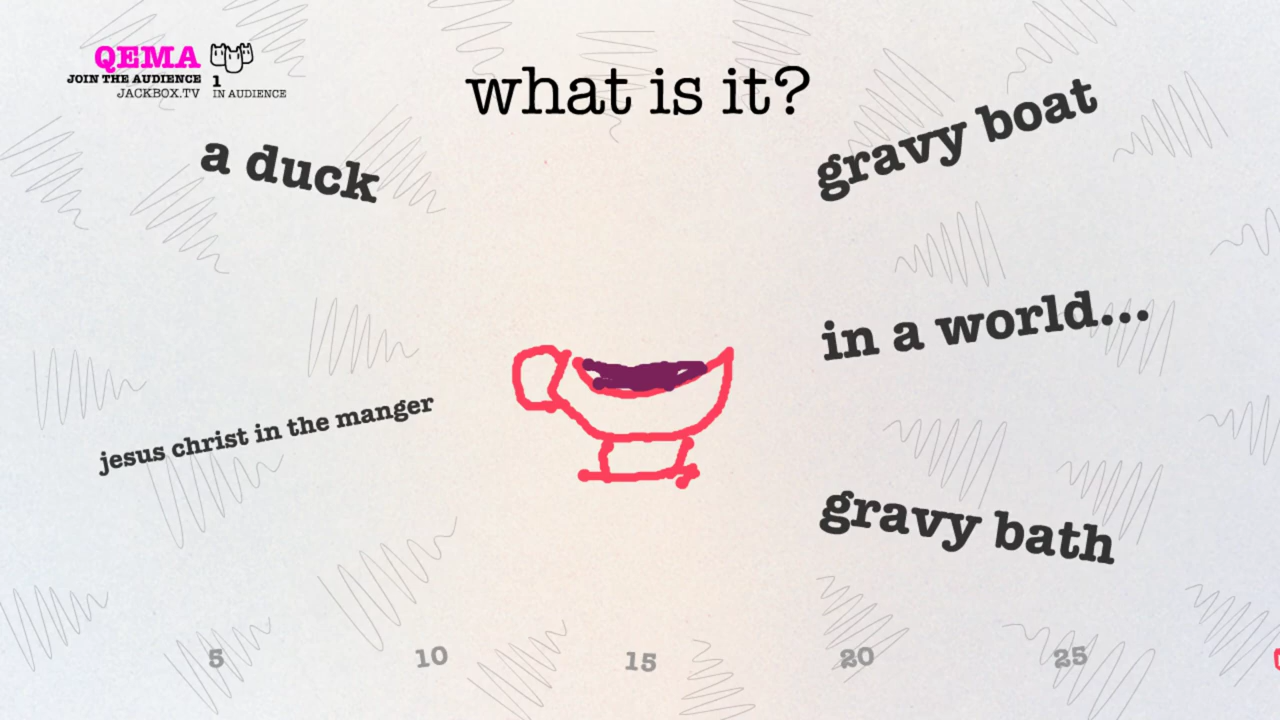 QEMA
JOIN THE AUDIENCE
JACKBOX.TV
1
IN AUDIENCE
what is it?
a duck
gravy boat
in a world...
jesus christ in the manger
gravy bath
5
10
15
20
25